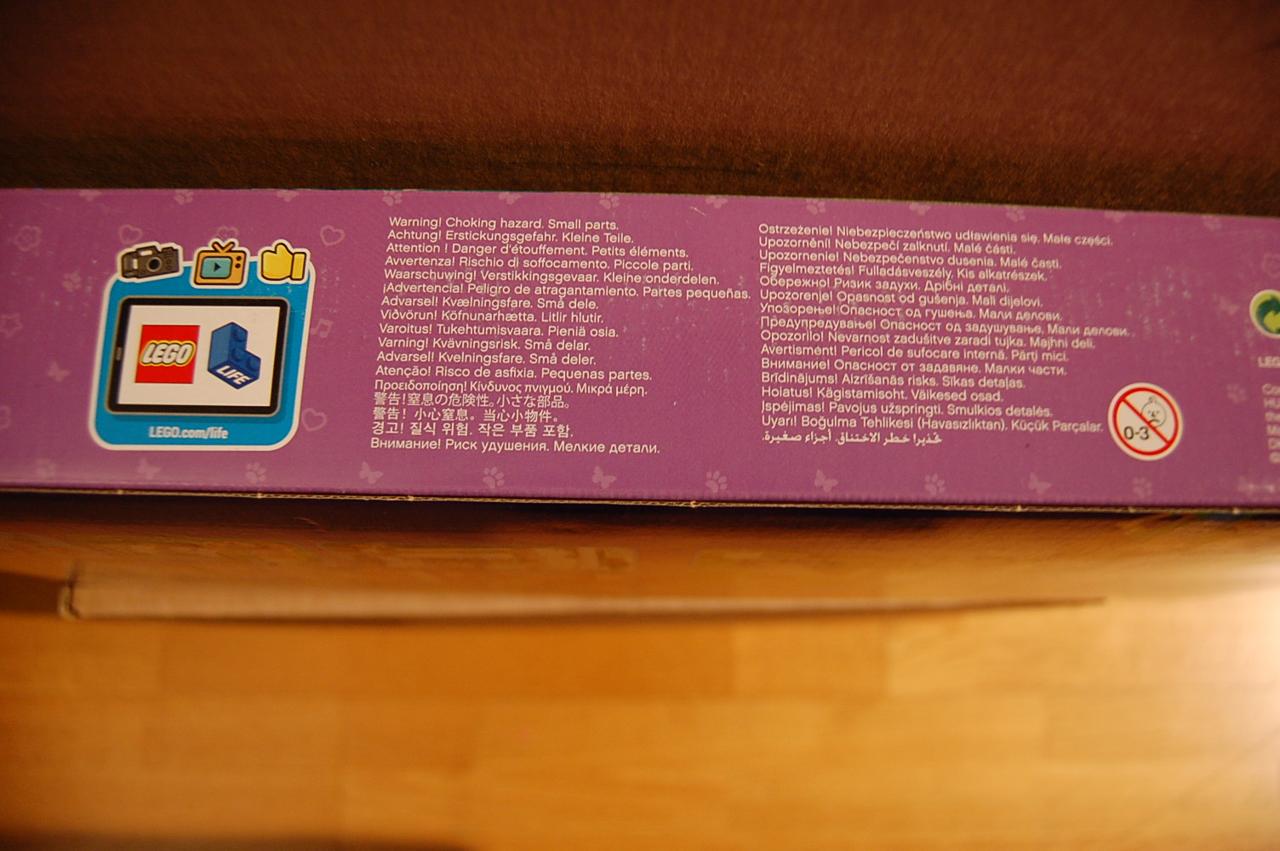 LEGO
LIFE
LEGO.com/life
Warning! Choking hazard. Small parts.
Achtung! Erstickungsgefahr. Kleine Teile.
Attention ! Danger d'étouffement. Petits éléments.
Avvertenza! Rischio di soffocamento. Piccole parti.
Waarschuwing! Verstikkingsgevaar. Kleine onderdelen.
¡Advertencia! Peligro de atragantamiento. Partes pequeñas.
Advarsel! Kvælningsfare. Små dele.
Viðvörun! Köfnunarhætta. Litlir hlutir.
Varoitus! Tukehtumisvaara. Pieniä osia.
Varning! Kvävningsrisk. Små delar.
Advarsel! Kvelningsfare. Små deler.
Atenção! Risco de asfixia. Pequenas partes.
Προειδοποίηση! Κίνδυνος πνιγμού. Μικρά μέρη.
警告!窒息の危険性。小さな部品。
警告! 小心窒息。当心小物件。
경고! 질식 위험. 작은 부품 포함.
Внимание! Риск удушения. Мелкие детали.
Ostrzeżenie! Niebezpieczeństwo udławienia się. Małe części.
Upozornění! Nebezpečí zalknutí. Malé části.
Upozornenie! Nebezpečenstvo dusenia. Malé časti.
Figyelmeztetés! Fulladásveszély. Kis alkatrészek.
Обережно! Ризик задухи. Дрібні деталі.
Upozorenje! Opasnost od gušenja. Mali dijelovi.
Упозорење! Опасност од гушења. Мали делови.
Предупредување! Опасност од задушување. Мали делови.
Opozorilo! Nevarnost zadušitve zaradi tujka. Majhni deli.
Avertisment! Pericol de sufocare internă. Părți mici.
Внимание! Опасност от задавяне. Малки части.
Brīdinājums! Aizrīšanās risks. Sīkas detaļas.
Hoiatus! Kägistamisoht. Väikesed osad.
Įspėjimas! Pavojus užspringti. Smulkios detalės.
Uyarı! Boğulma Tehlikesi (Havasızlıktan). Küçük Parçalar.
تحذير! خطر الاختناق. أجزاء صغيرة.
0-3